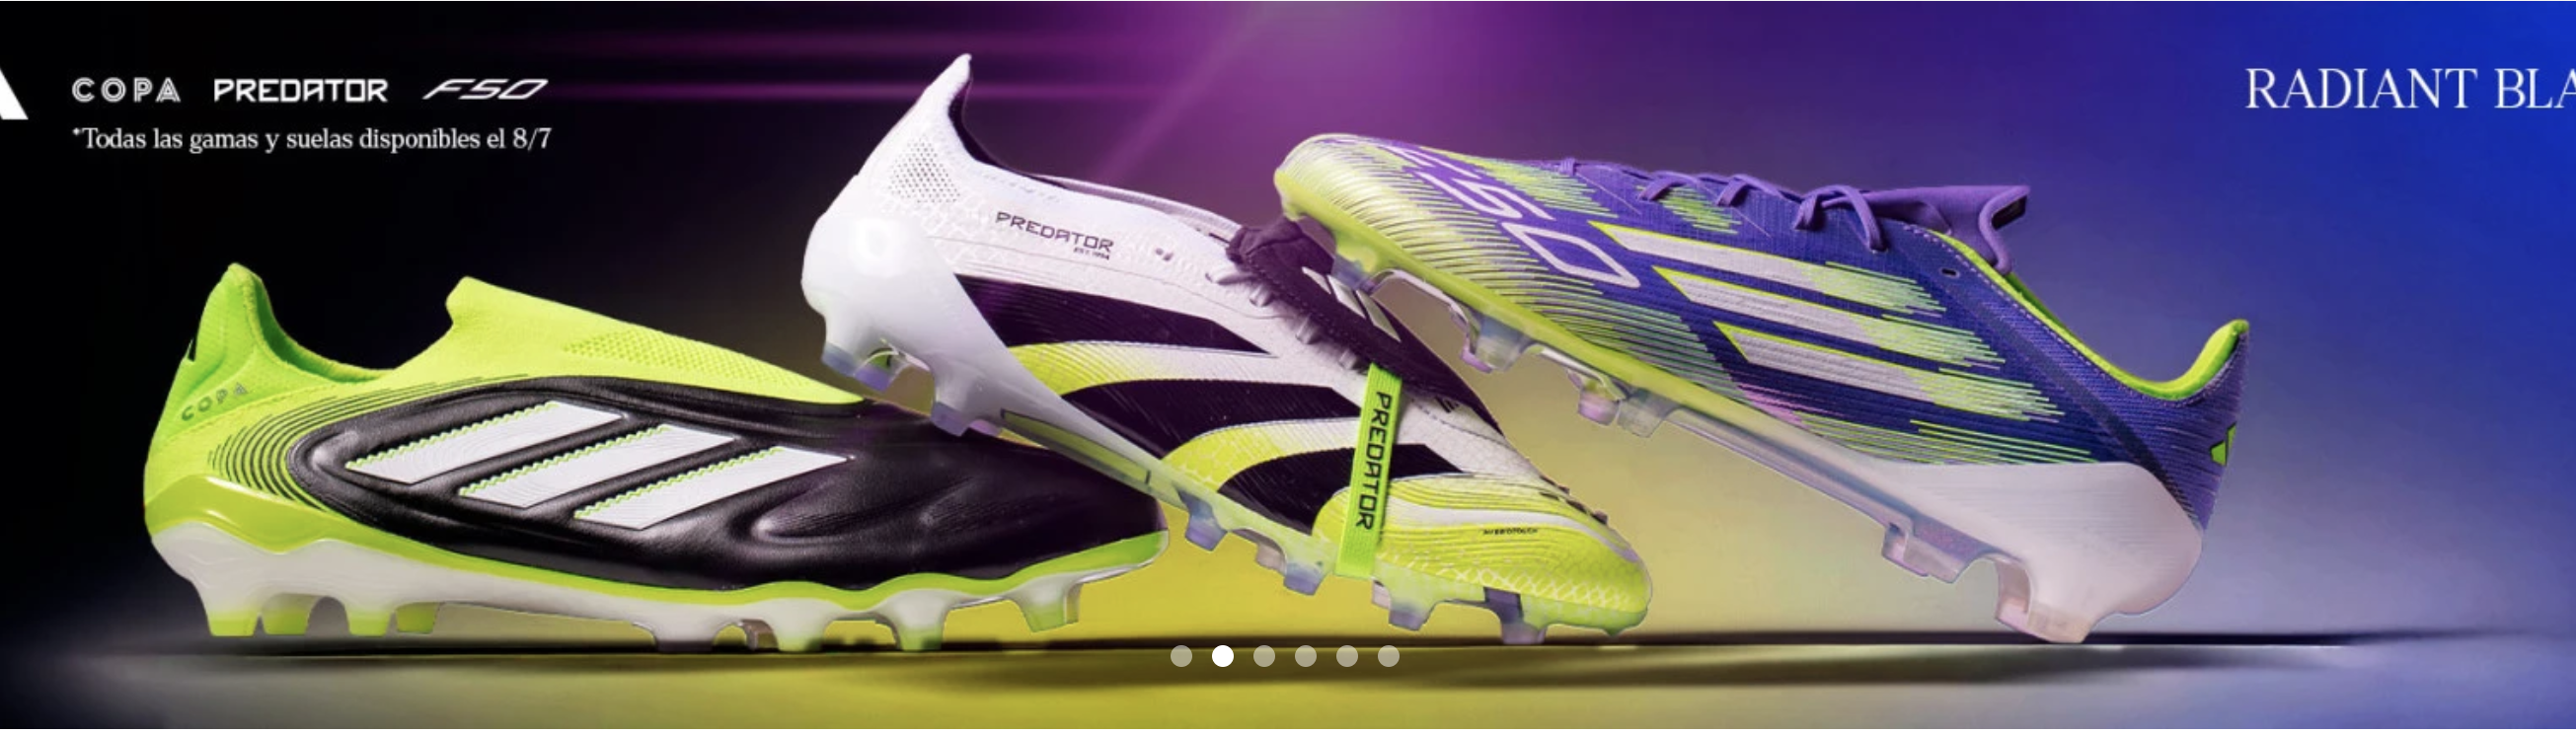 COPA PREDATOR F50
*Todas las gamas y suelas disponibles el 8/7
RADIANT BLA
PREDATOR
F50
COPA
PREDATOR